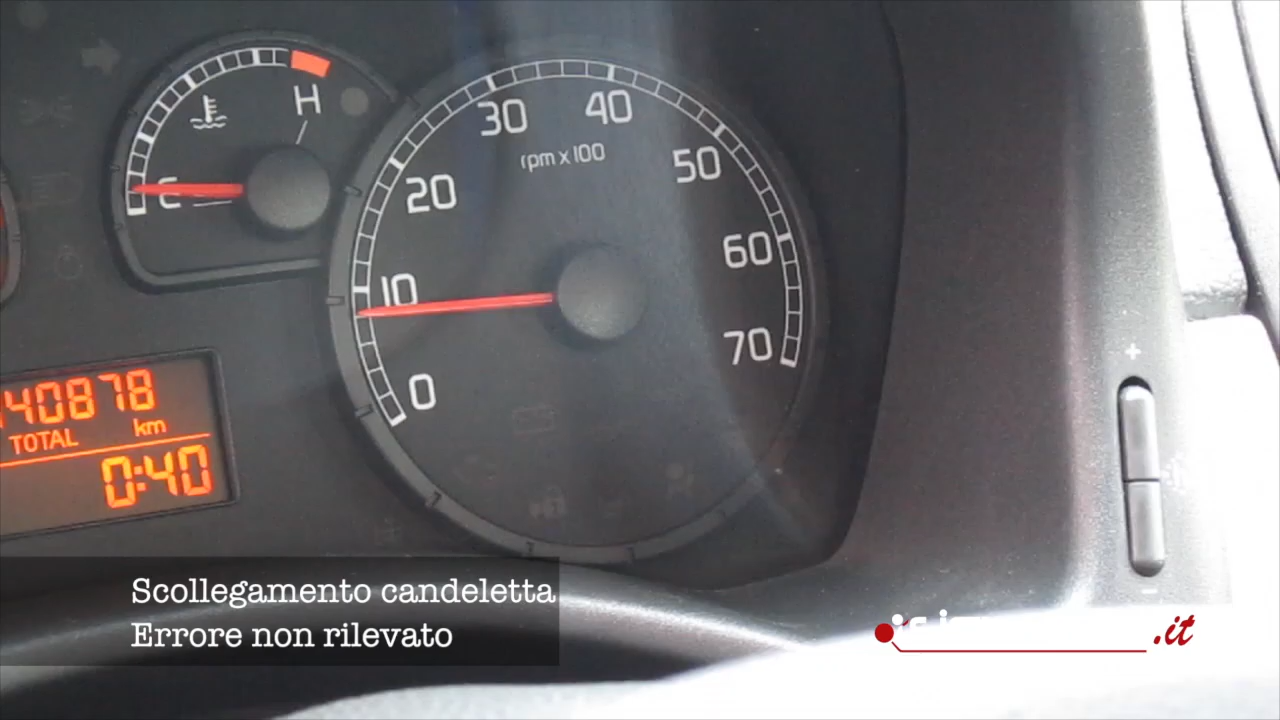 H
C
30
40
rpm x 100
20
50
10
60
0
70
40878
TOTAL km
0:40
+
-
Scollegamento candeletta
Errore non rilevato
.it